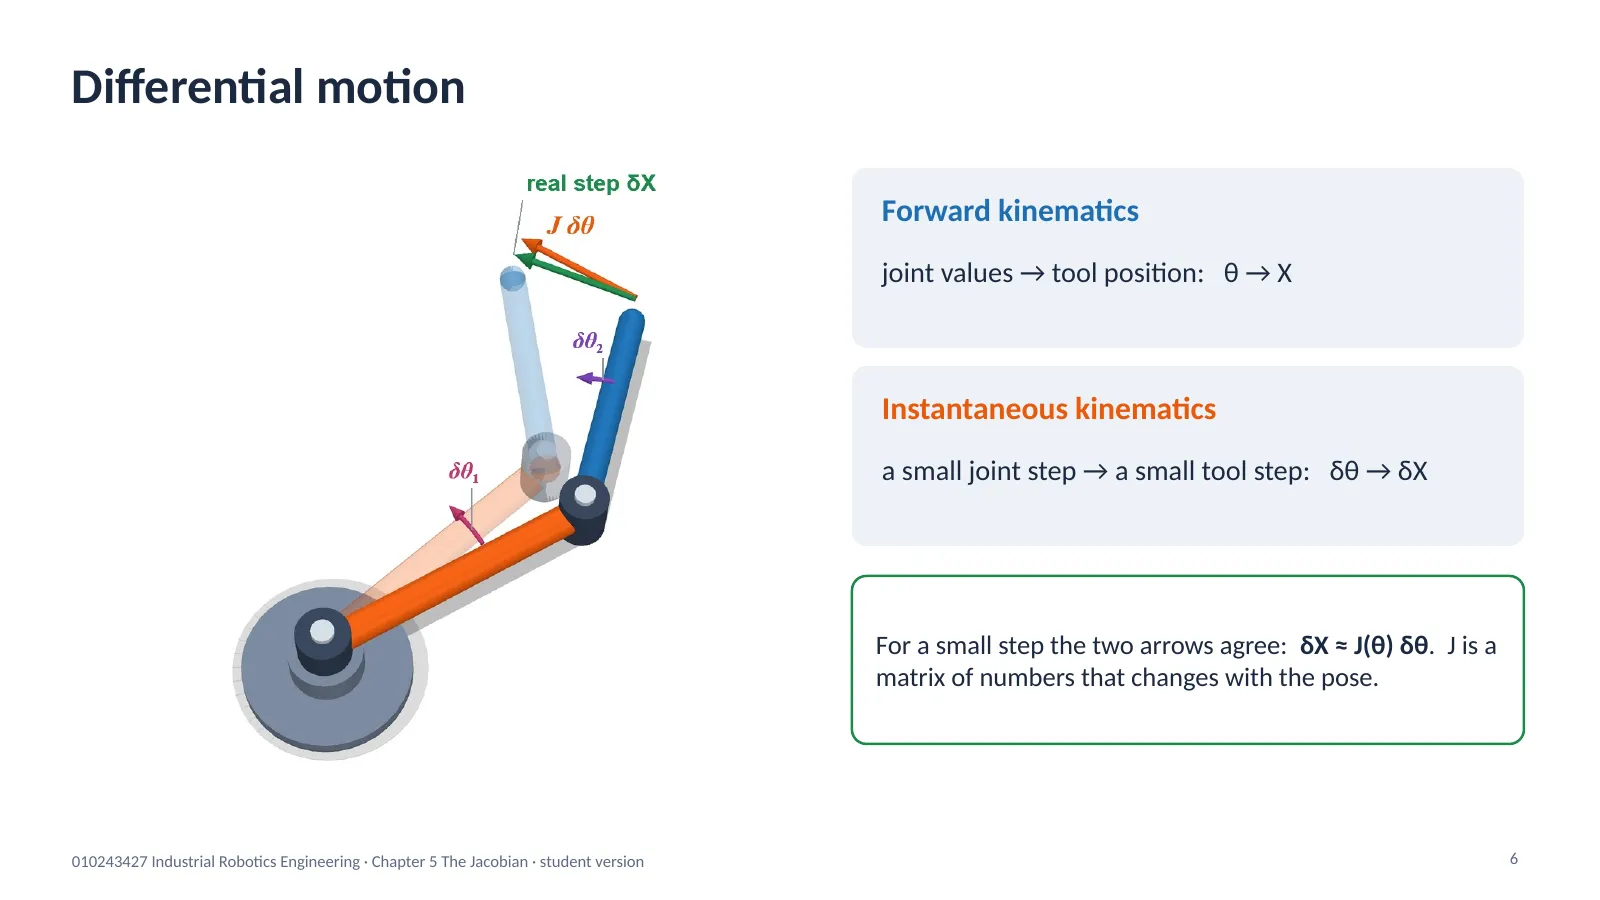 Differential motion
real step δX
J δθ
δθ₂
δθ₁
Forward kinematics
joint values → tool position: θ → X
Instantaneous kinematics
a small joint step → a small tool step: δθ → δX
For a small step the two arrows agree: δX ≈ J(θ) δθ. J is a
matrix of numbers that changes with the pose.
010243427 Industrial Robotics Engineering · Chapter 5 The Jacobian · student version
6